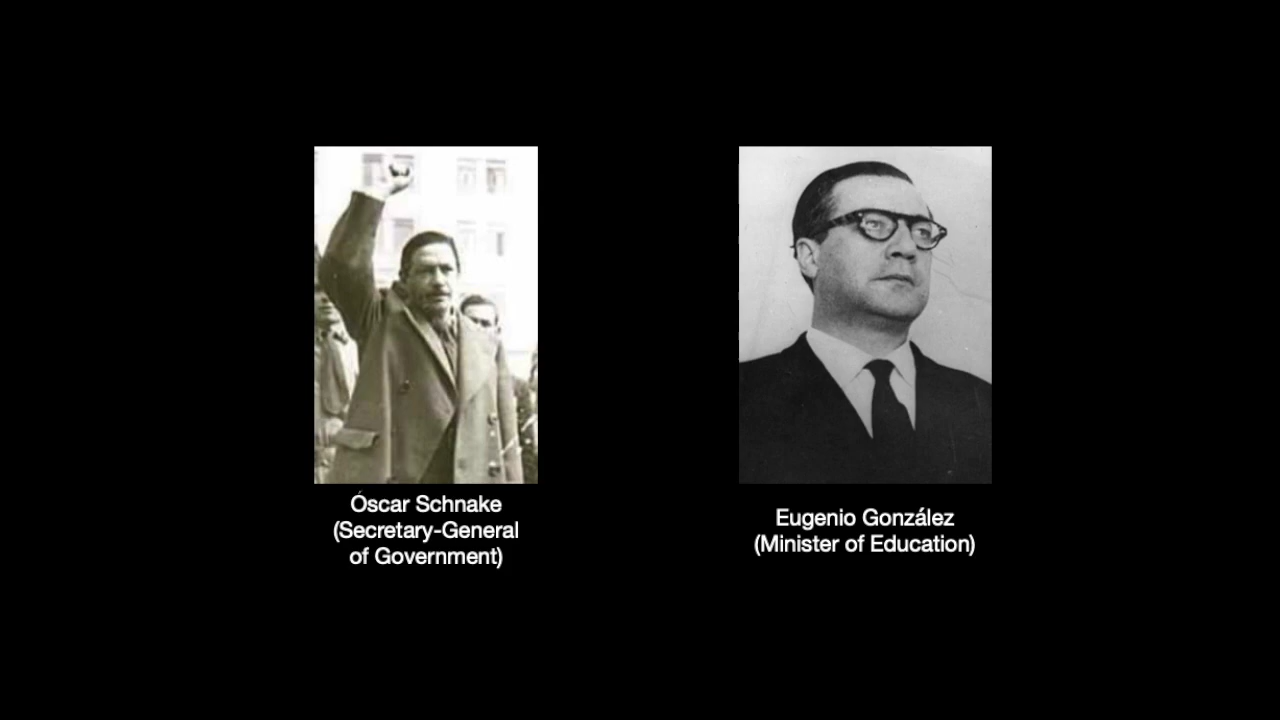 Óscar Schnake
(Secretary-General
of Government)
Eugenio González
(Minister of Education)